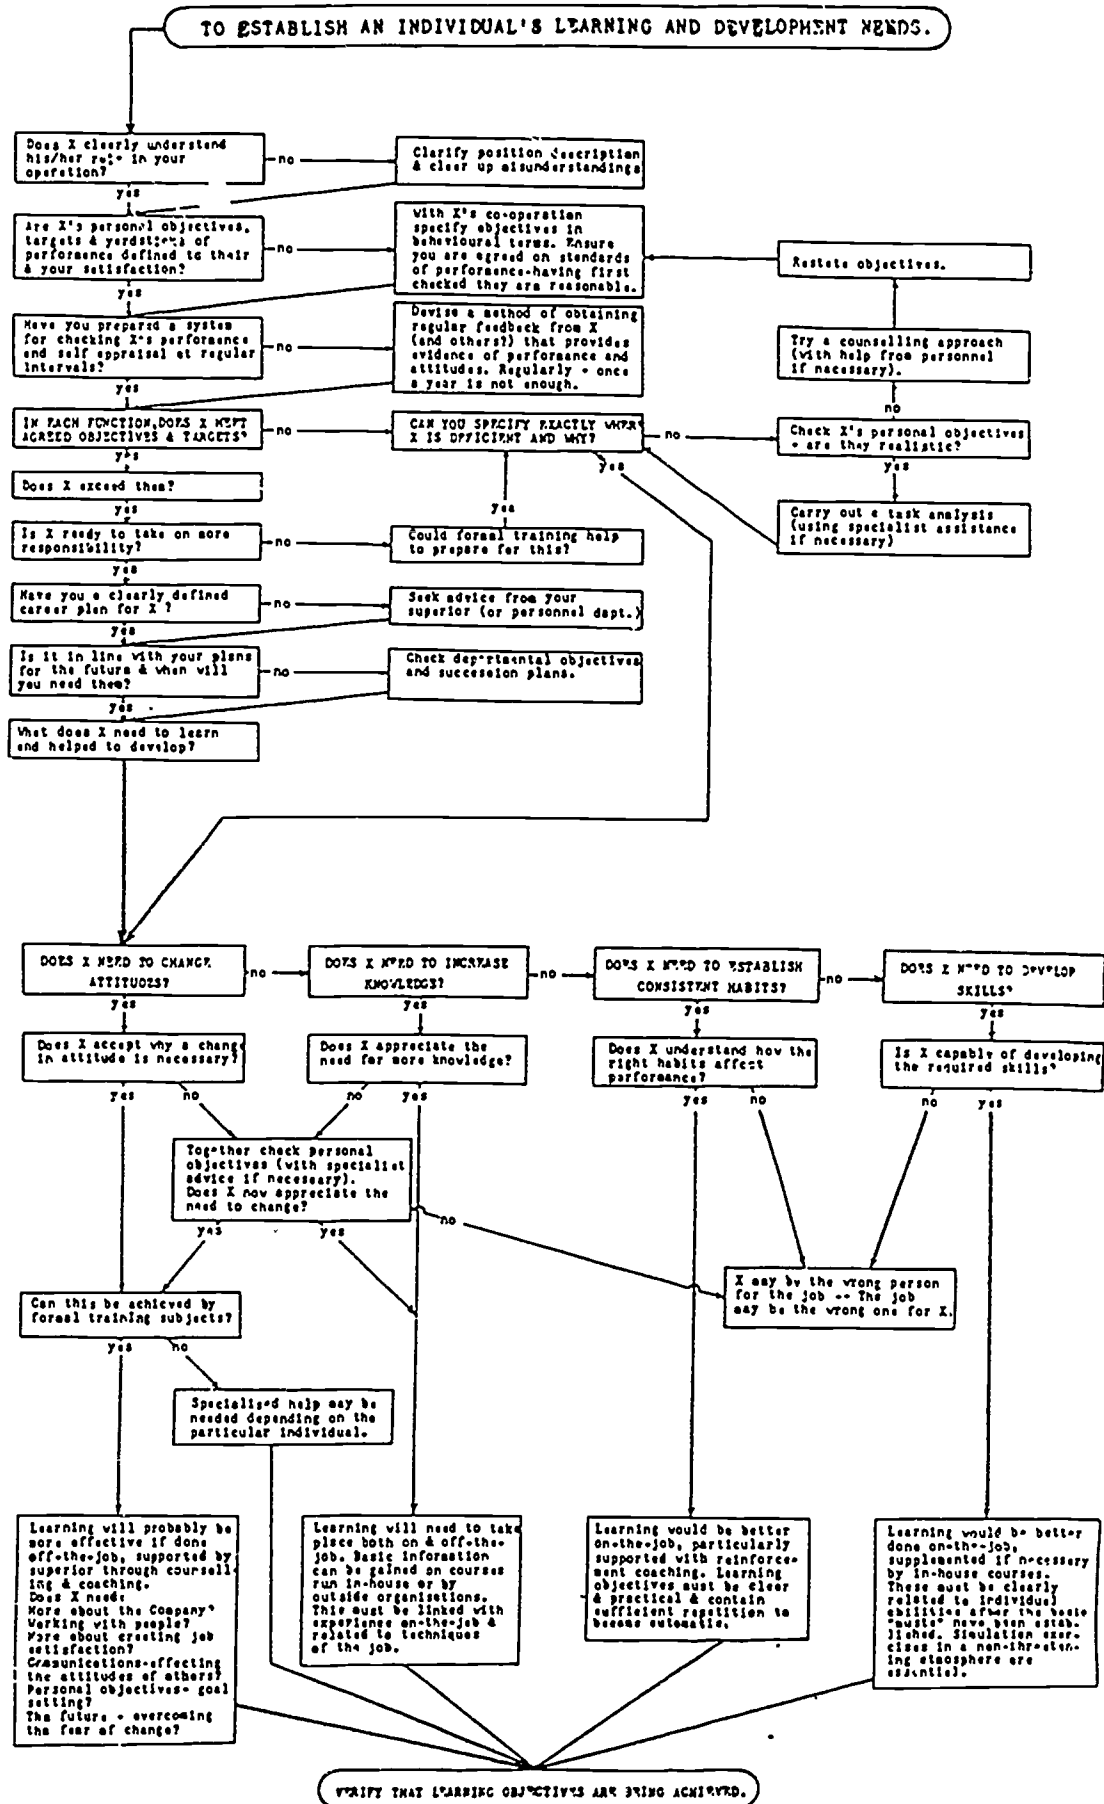 TO ESTABLISH AN INDIVIDUAL'S LEARNING AND DEVELOPMENT NEEDS.
Does X clearly understand
his/her role in your
operation?
no
Clarify position description
& clear up misunderstandings
yes
Are X's personal objectives,
targets & yardsticks of
performance defined to their
& your satisfaction?
no
With X's co-operation
specify objectives in
behavioural terms. Ensure
you are agreed on standards
of performance-having first
checked they are reasonable.
Restate objectives.
yes
Have you prepared a system
for checking X's performance
and self appraisal at regular
intervals?
no
Devise a method of obtaining
regular feedback from X
(and others?) that provides
evidence of performance and
attitudes. Regularly - once
a year is not enough.
Try a counselling approach
(with help from personnel
if necessary).
yes
no
IN EACH FUNCTION,DOES X MEET
AGREED OBJECTIVES & TARGETS?
no
CAN YOU SPECIFY EXACTLY WHERE
X IS DEFICIENT AND WHY?
no
Check X's personal objectives
- are they realistic?
yes
yes
yes
Does X exceed them?
yes
yes
Carry out a task analysis
(using specialist assistance
if necessary)
Is X ready to take on more
responsibility?
no
Could formal training help
to prepare for this?
yes
Have you a clearly defined
career plan for X ?
no
Seek advice from your
superior (or personnel dapt.)
yes
Is it in line with your plans
for the future & when will
you need them?
no
Check departmental objectives
and succession plans.
yes
What does X need to learn
and helped to develop?
DOES X NEED TO CHANGE
ATTITUDES?
no
DOES X NEED TO INCREASE
KNOWLEDGE?
no
DOES X NEED TO ESTABLISH
CONSISTENT HABITS?
no
DOES X NEED TO DEVELOP
SKILLS?
yes
yes
yes
yes
Does X accept why a change
in attitude is necessary?
Does X appreciate the
need for more knowledge?
Does X understand how the
right habits affect
performance?
Is X capable of developing
the required skills?
yes
no
no
yes
yes
no
no
yes
Together check personal
objectives (with specialist
advice if necessary).
Does X now appreciate the
need to change?
no
yes
yes
X may be the wrong person
for the job -- The job
may be the wrong one for X.
Can this be achieved by
formal training subjects?
yes
no
Specialised help may be
needed depending on the
particular individual.
Learning will probably be
more effective if done
off-the-job, supported by
superior through counsell-
ing & coaching.
Does X need:
More about the Company?
Working with people?
More about creating job
satisfaction?
Communications-effecting
the attitudes of others?
Personal objectives- goal
setting?
The future - overcoming
the fear of change?
Learning will need to take
place both on & off-the-
job. Basic information
can be gained on courses
run in-house or by
outside organisations.
This must be linked with
experience on-the-job &
related to techniques
of the job.
Learning would be better
on-the-job, particularly
supported with reinforce-
ment coaching. Learning
objectives must be clear
& practical & contain
sufficient repetition to
become automatic.
Learning would be better
done on-the-job,
supplemented if necessary
by in-house courses.
These must be clearly
related to individual
abilities after the basic
"musts" have been estab-
lished. Simulation exer-
cises in a non-threaten-
ing atmosphere are
essential.
VERIFY THAT LEARNING OBJECTIVES ARE BEING ACHIEVED.